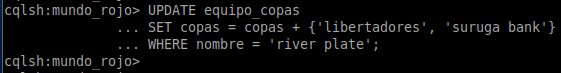 cqlsh:mundo_rojo> UPDATE equipo_copas
... SET copas = copas + {'libertadores', 'suruga bank'}
... WHERE nombre = 'river plate';
cqlsh:mundo_rojo>